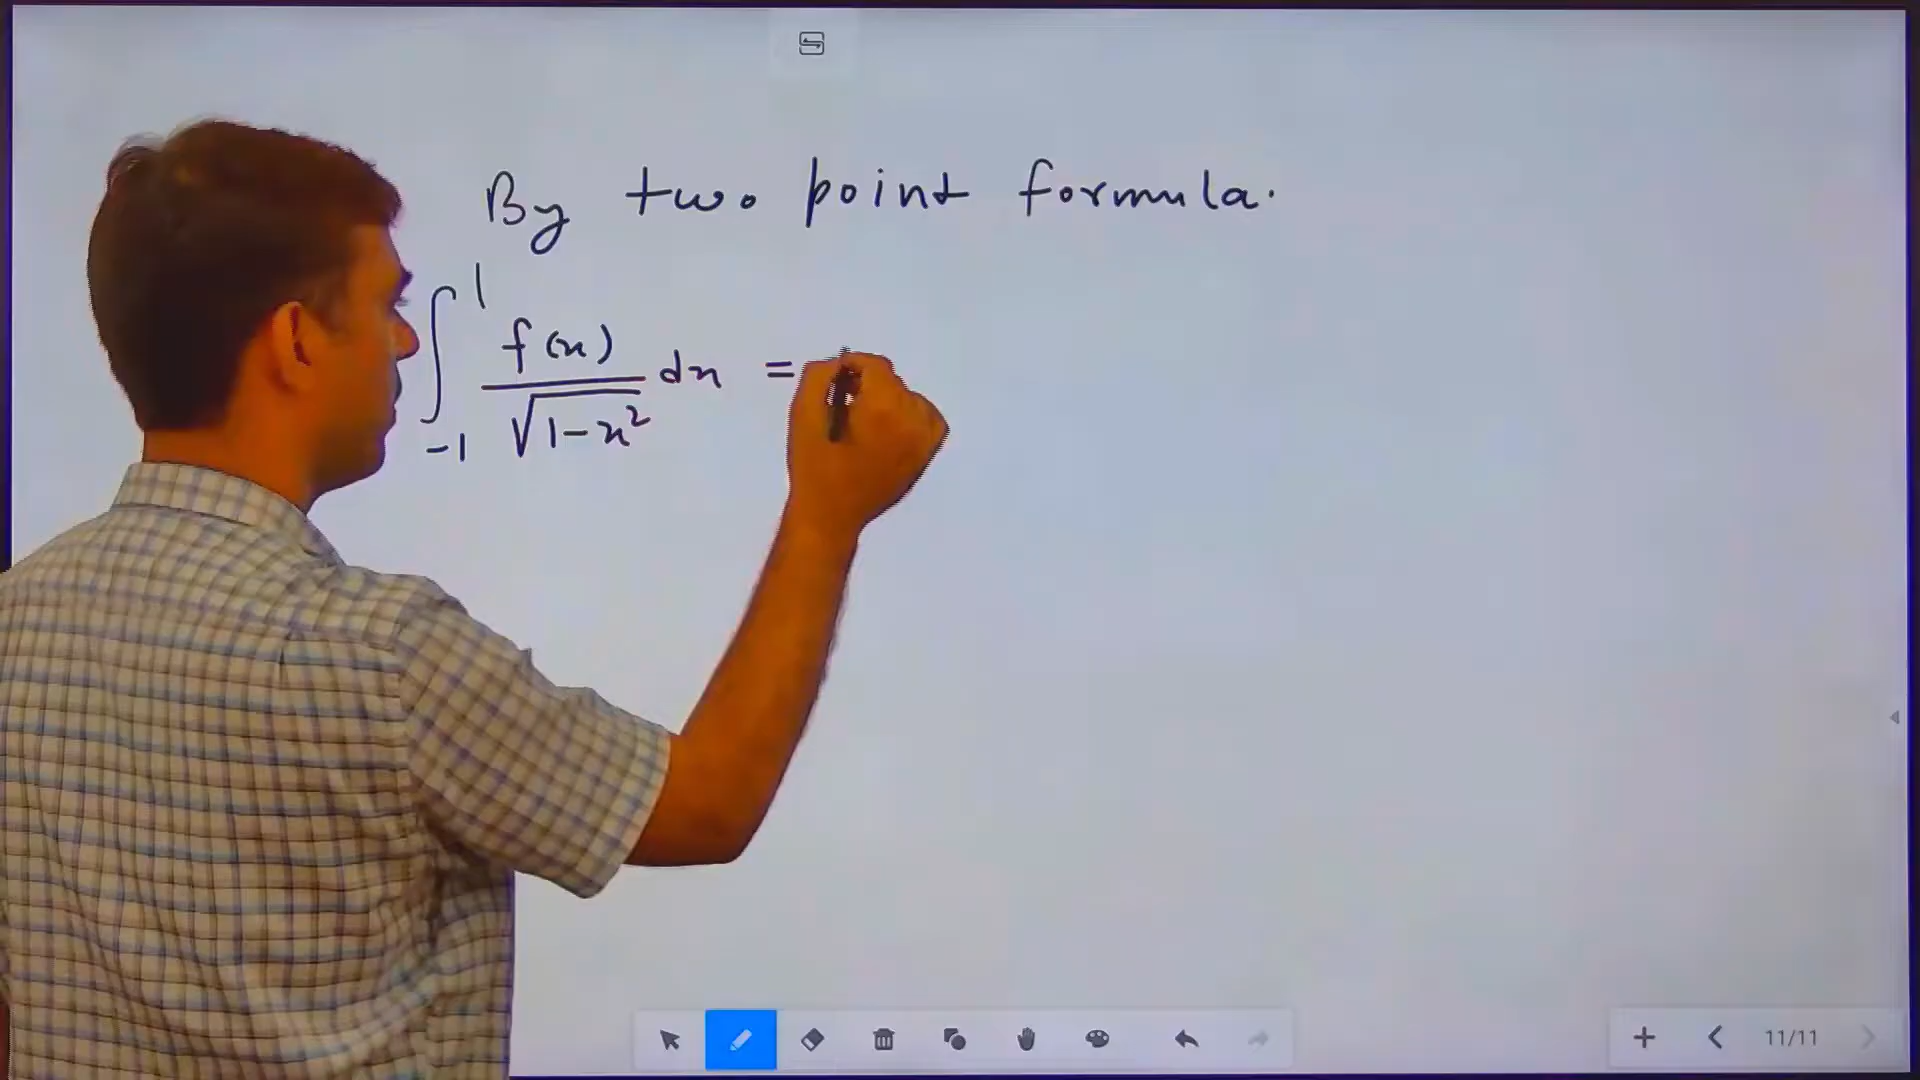 By two point formula.
∫_{-1}^{1} f(x)/√(1-x²) dx =
11/11